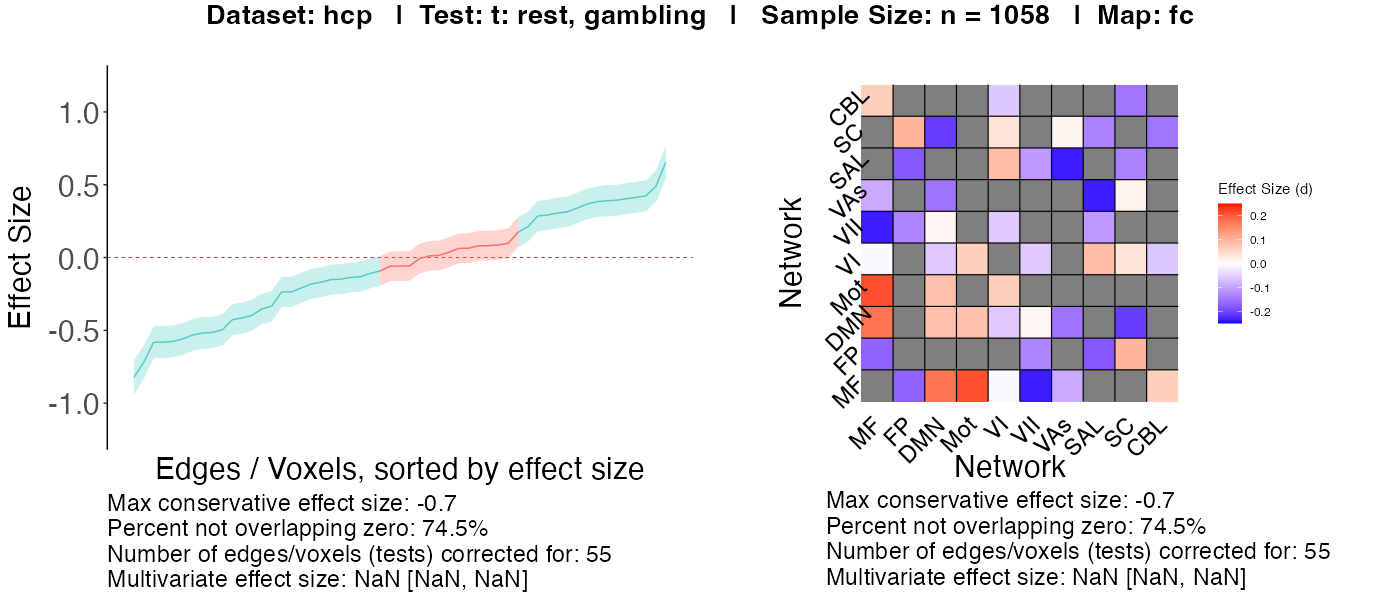 Dataset: hcp | Test: t: rest, gambling | Sample Size: n = 1058 | Map: fc
Effect Size
1.0
0.5
0.0
-0.5
-1.0
Edges / Voxels, sorted by effect size
Max conservative effect size: -0.7
Percent not overlapping zero: 74.5%
Number of edges/voxels (tests) corrected for: 55
Multivariate effect size: NaN [NaN, NaN]
Network
CBL
SC
SAL
VAs
VII
VI
Mot
DMN
FP
MF
MF
FP
DMN
Mot
VI
VII
VAs
SAL
SC
CBL
Network
Effect Size (d)
0.2
0.1
0.0
-0.1
-0.2
Max conservative effect size: -0.7
Percent not overlapping zero: 74.5%
Number of edges/voxels (tests) corrected for: 55
Multivariate effect size: NaN [NaN, NaN]